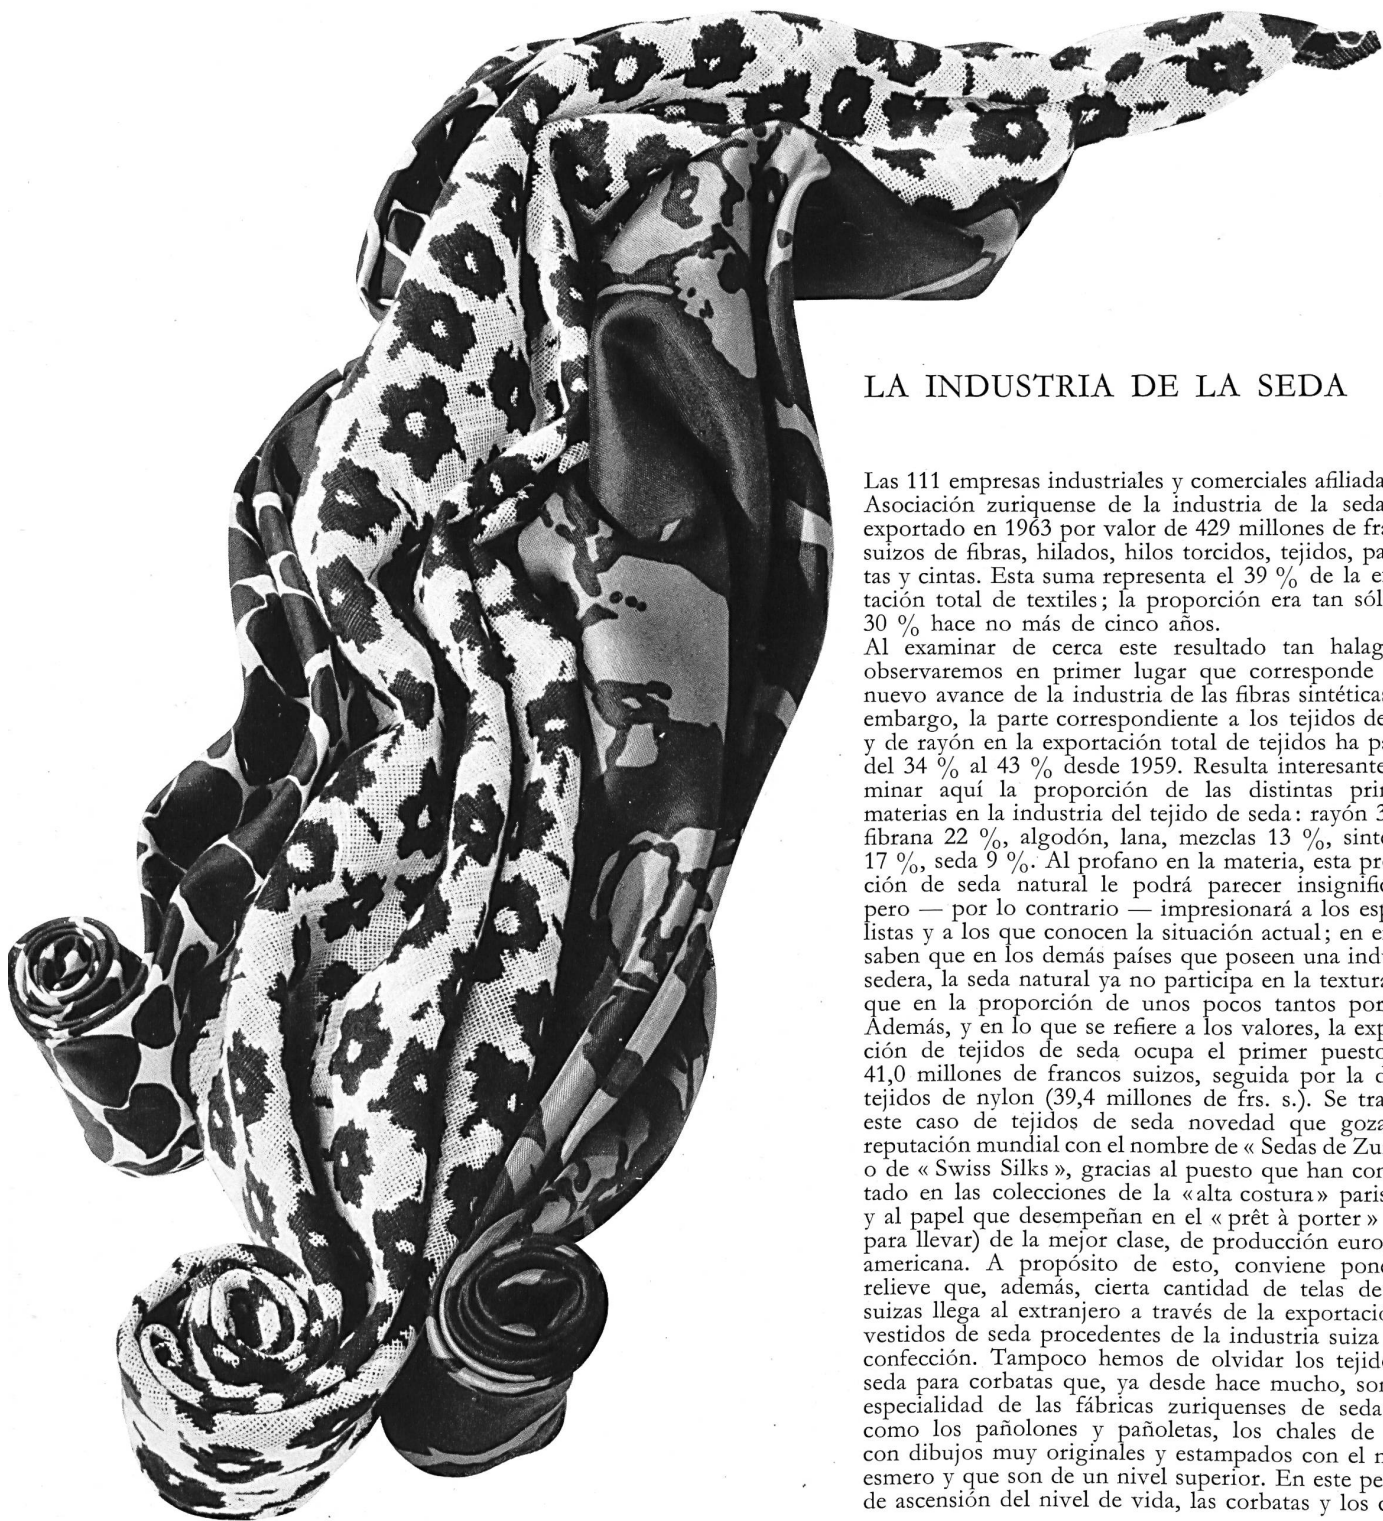 LA INDUSTRIA DE LA SEDA
Las 111 empresas industriales y comerciales afiliada
Asociación zuriquense de la industria de la seda
exportado en 1963 por valor de 429 millones de fr
suizos de fibras, hilados, hilos torcidos, tejidos, pa
tas y cintas. Esta suma representa el 39 % de la e
tación total de textiles; la proporción era tan sól
30 % hace no más de cinco años.
Al examinar de cerca este resultado tan halag
observaremos en primer lugar que corresponde
nuevo avance de la industria de las fibras sintética
embargo, la parte correspondiente a los tejidos de
y de rayón en la exportación total de tejidos ha p
del 34 % al 43 % desde 1959. Resulta interesante
minar aquí la proporción de las distintas pri
materias en la industria del tejido de seda: rayón 3
fibrana 22 %, algodón, lana, mezclas 13 %, sint
17 %, seda 9 %. Al profano en la materia, esta pr
ción de seda natural le podrá parecer insignifi
pero — por lo contrario — impresionará a los esp
listas y a los que conocen la situación actual; en e
saben que en los demás países que poseen una ind
sedera, la seda natural ya no participa en la textura
que en la proporción de unos pocos tantos por
Además, y en lo que se refiere a los valores, la exp
ción de tejidos de seda ocupa el primer puesto
41,0 millones de francos suizos, seguida por la d
tejidos de nylon (39,4 millones de frs. s.). Se tra
este caso de tejidos de seda novedad que goza
reputación mundial con el nombre de « Sedas de Zu
o de « Swiss Silks », gracias al puesto que han con
tado en las colecciones de la «alta costura» paris
y al papel que desempeñan en el « prêt à porter »
para llevar) de la mejor clase, de producción euro
americana. A propósito de esto, conviene pon
relieve que, además, cierta cantidad de telas de
suizas llega al extranjero a través de la exportaci
vestidos de seda procedentes de la industria suiza
confección. Tampoco hemos de olvidar los tejid
seda para corbatas que, ya desde hace mucho, son
especialidad de las fábricas zuriquenses de seda
como los pañolones y pañoletas, los chales de
con dibujos muy originales y estampados con el m
esmero y que son de un nivel superior. En este pe
de ascensión del nivel de vida, las corbatas y los